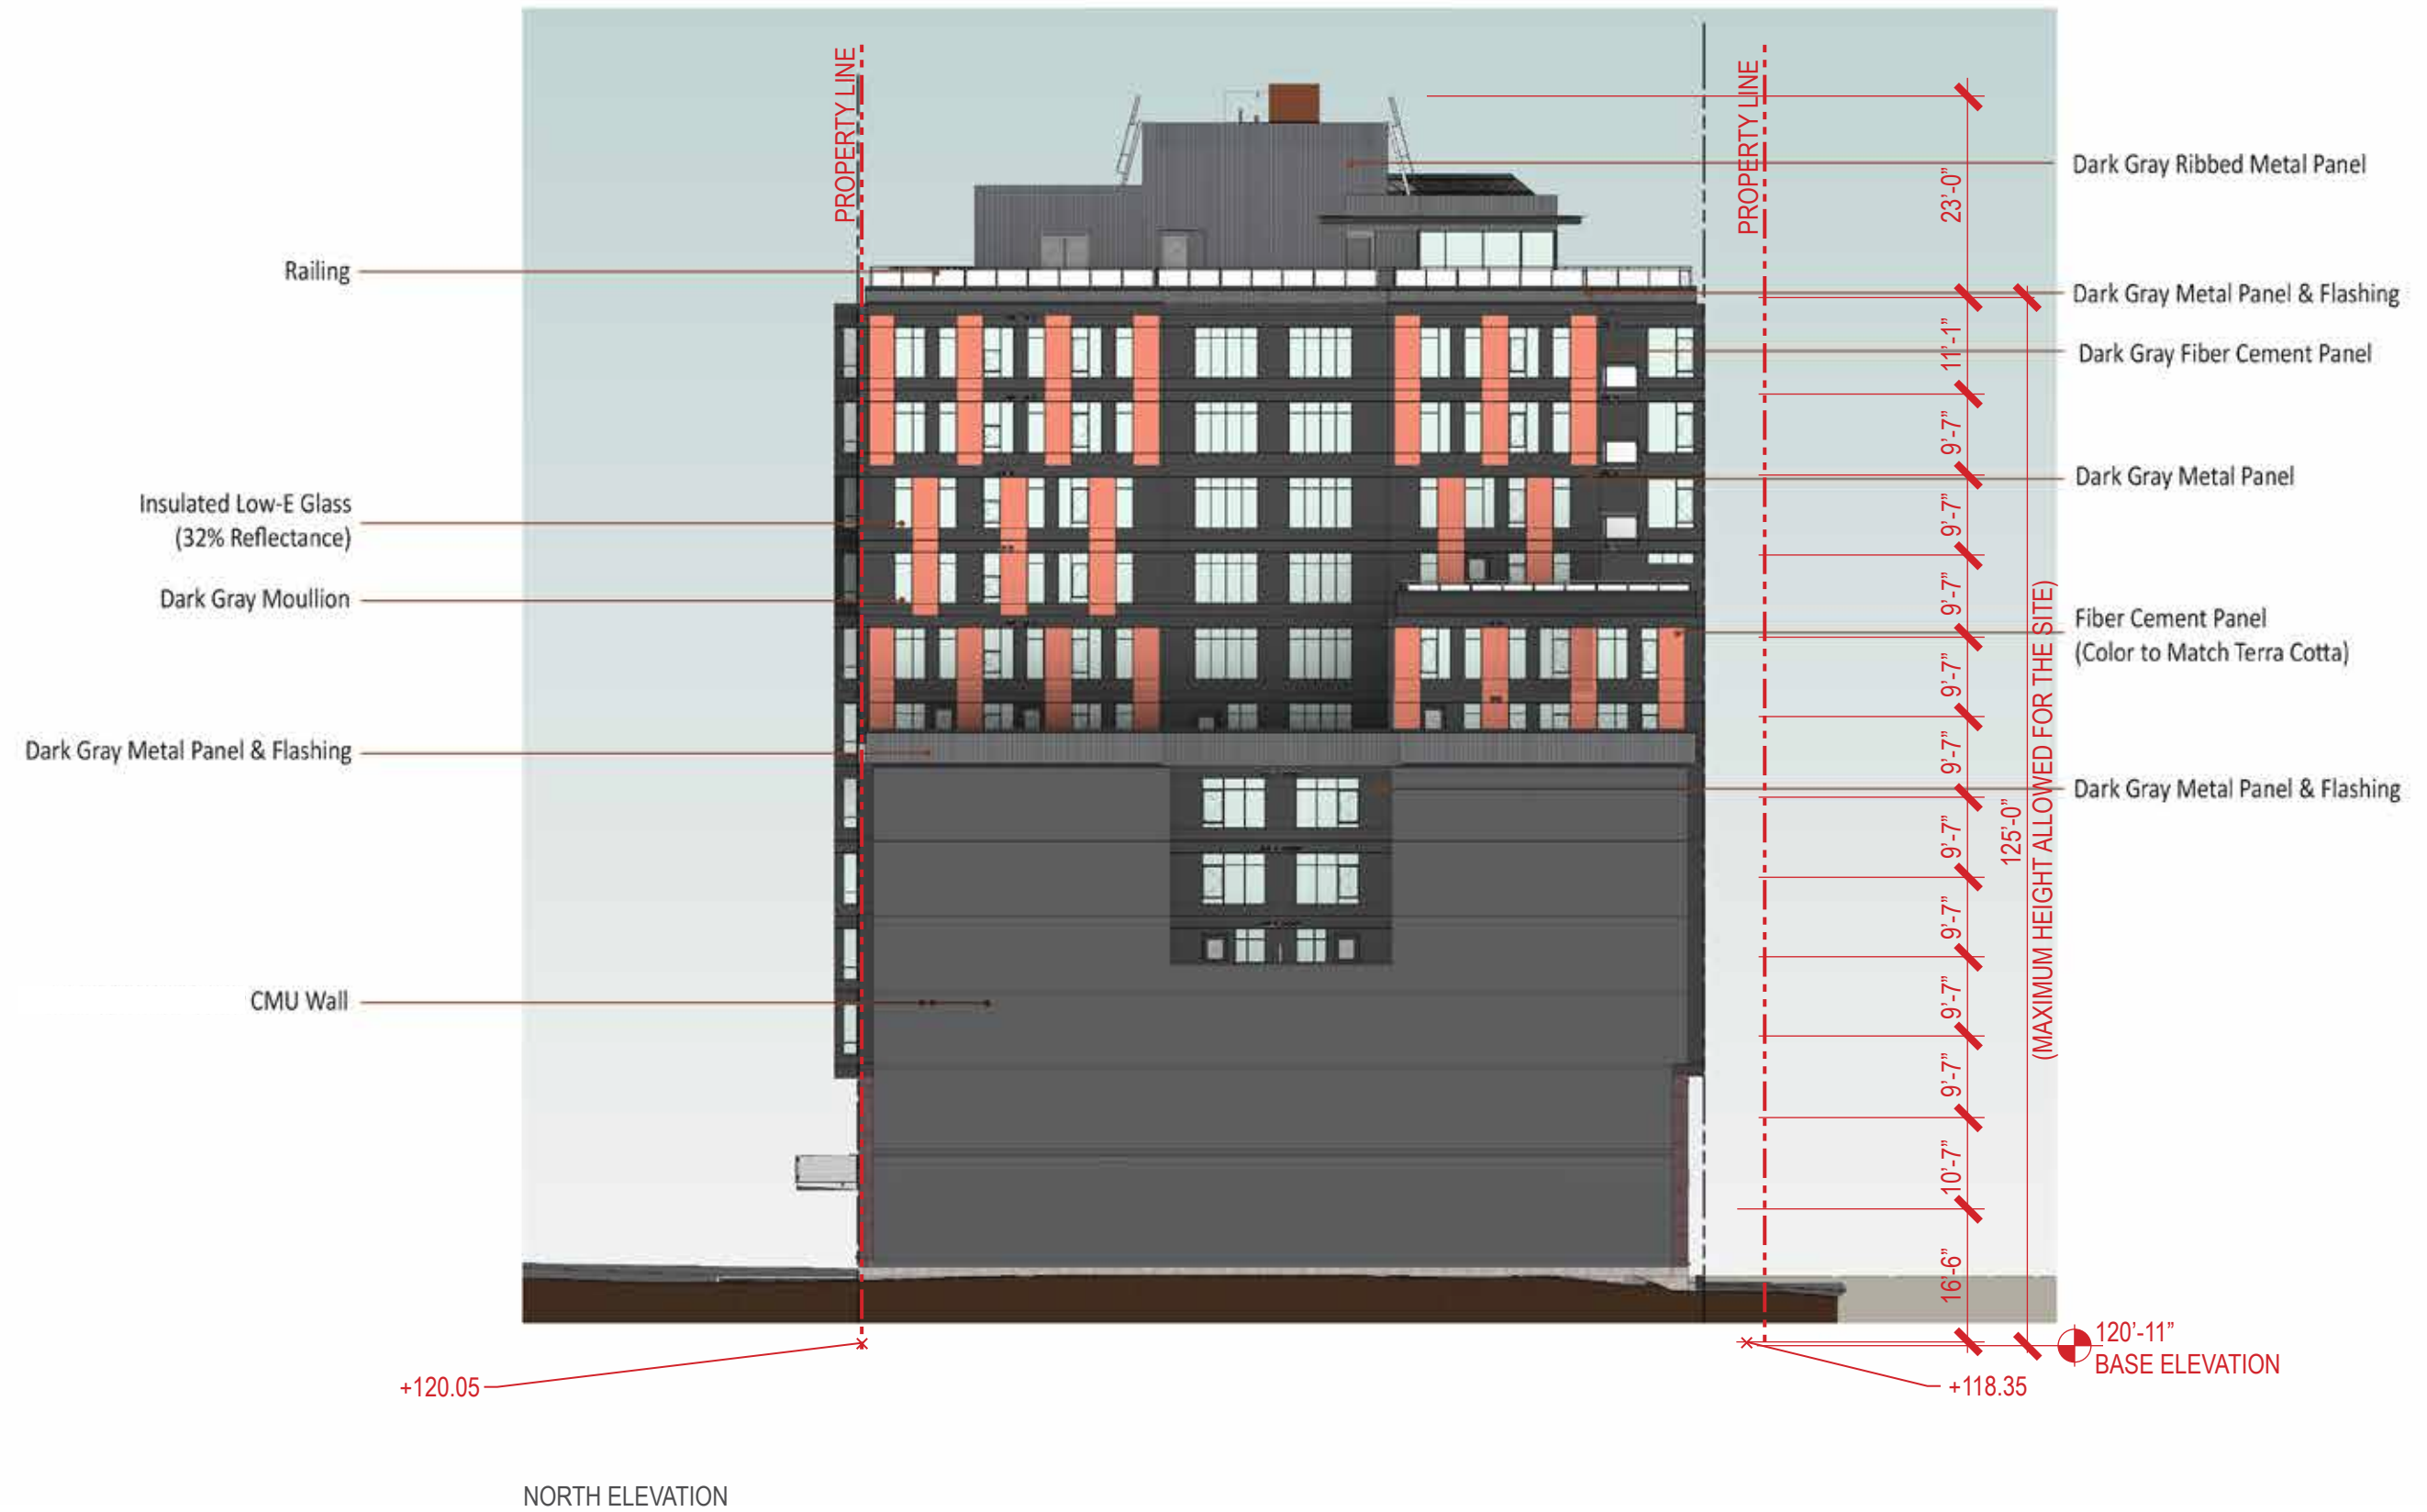 PROPERTY LINE
PROPERTY LINE
Railing
Insulated Low-E Glass
(32% Reflectance)
Dark Gray Moullion
Dark Gray Metal Panel & Flashing
CMU Wall
Dark Gray Ribbed Metal Panel
Dark Gray Metal Panel & Flashing
Dark Gray Fiber Cement Panel
Dark Gray Metal Panel
Fiber Cement Panel
(Color to Match Terra Cotta)
Dark Gray Metal Panel & Flashing
23'-0"
11'-1"
9'-7"
9'-7"
9'-7"
9'-7"
9'-7"
9'-7"
9'-7"
9'-7"
9'-7"
10'-7"
16'-6"
125'-0"
(MAXIMUM HEIGHT ALLOWED FOR THE SITE)
120'-11"
BASE ELEVATION
+120.05
+118.35
NORTH ELEVATION